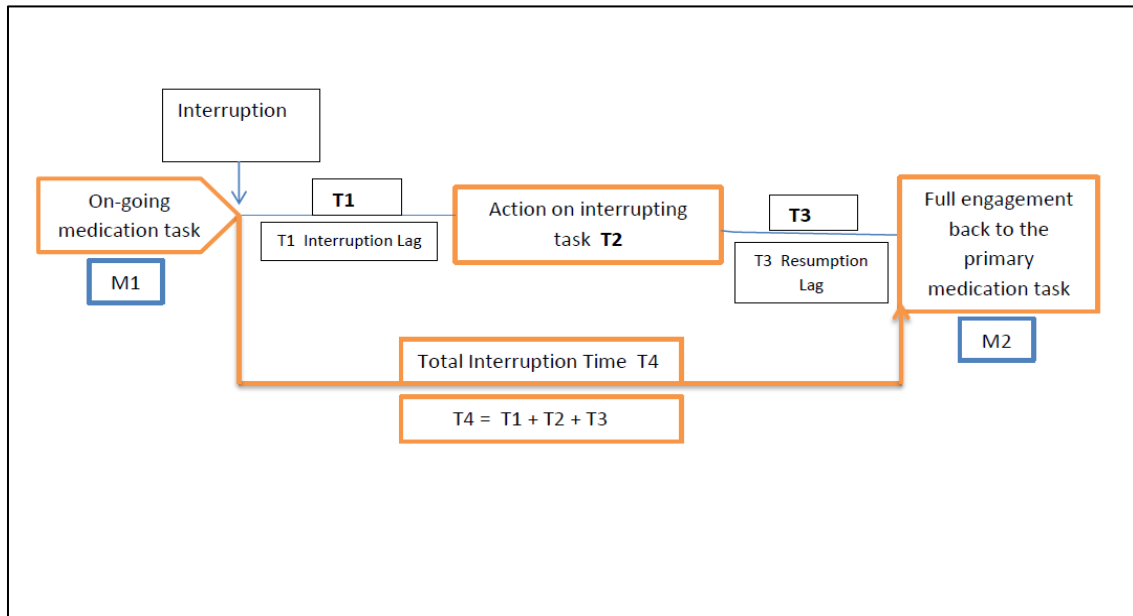 Interruption
On-going
medication task
M1
T1
T1 Interruption Lag
Action on interrupting
task T2
T3
T3 Resumption
Lag
Full engagement
back to the
primary
medication task
M2
Total Interruption Time T4
T4 = T1 + T2 + T3